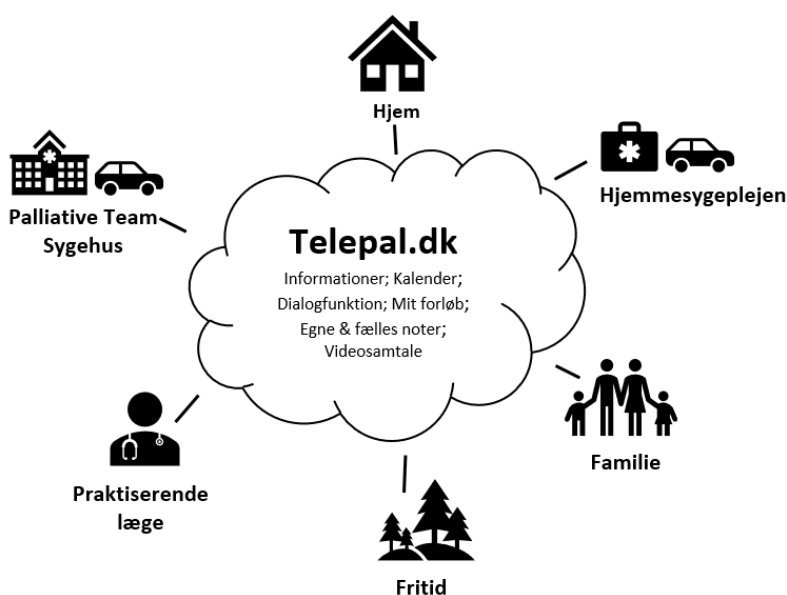 Hjem
Hjemmesygeplejen
Palliative Team
Sygehus
Telepal.dk
Informationer; Kalender;
Dialogfunktion; Mit forløb;
Egne & fælles noter;
Videosamtale
Familie
Praktiserende
læge
Fritid